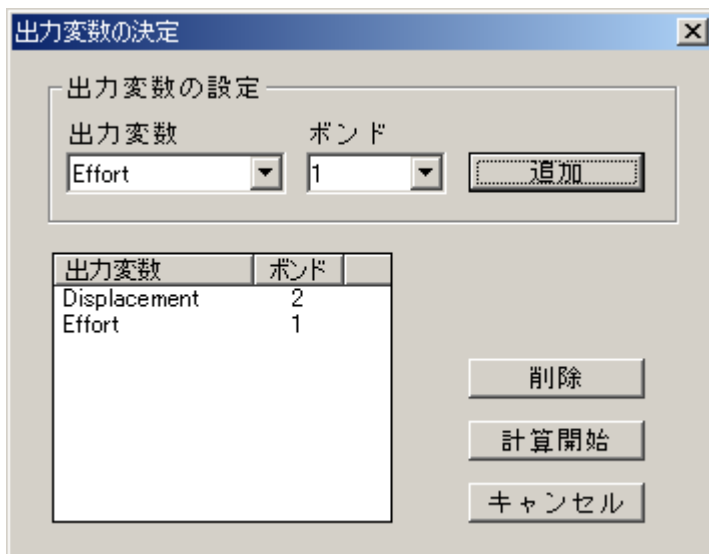 出力変数の決定
出力変数の設定
出力変数 ボンド
Effort 1 追加
出力変数 ボンド
Displacement 2
Effort 1
削除
計算開始
キャンセル